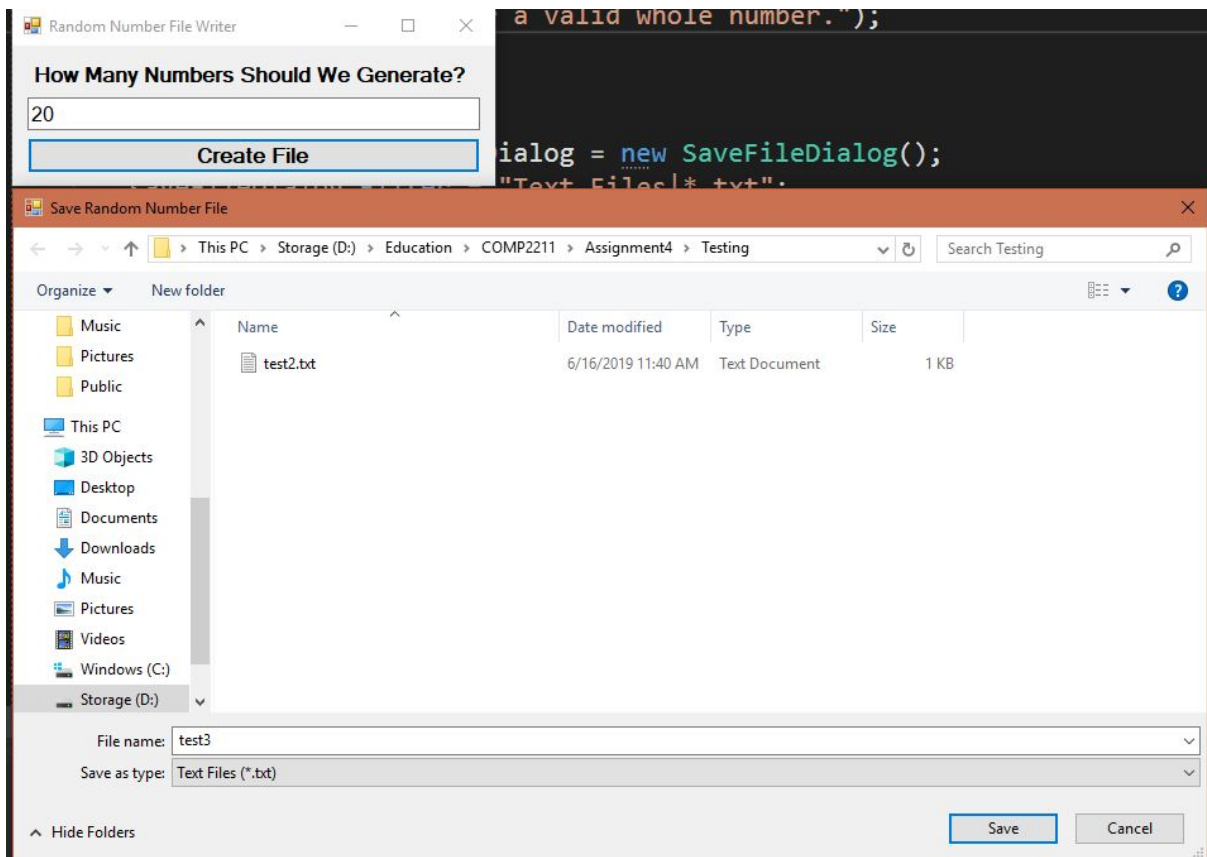 Random Number File Writer
a valid whole number.");
How Many Numbers Should We Generate?
20
Create File
ialog = new SaveFileDialog();
"Text Files|*.txt";
Save Random Number File
This PC > Storage (D:) > Education > COMP2211 > Assignment4 > Testing
Search Testing
Organize
New folder
Name
Date modified
Type
Size
test2.txt
6/16/2019 11:40 AM
Text Document
1 KB
Music
Pictures
Public
This PC
3D Objects
Desktop
Documents
Downloads
Music
Pictures
Videos
Windows (C:)
Storage (D:)
File name: test3
Save as type: Text Files (*.txt)
Hide Folders
Save
Cancel